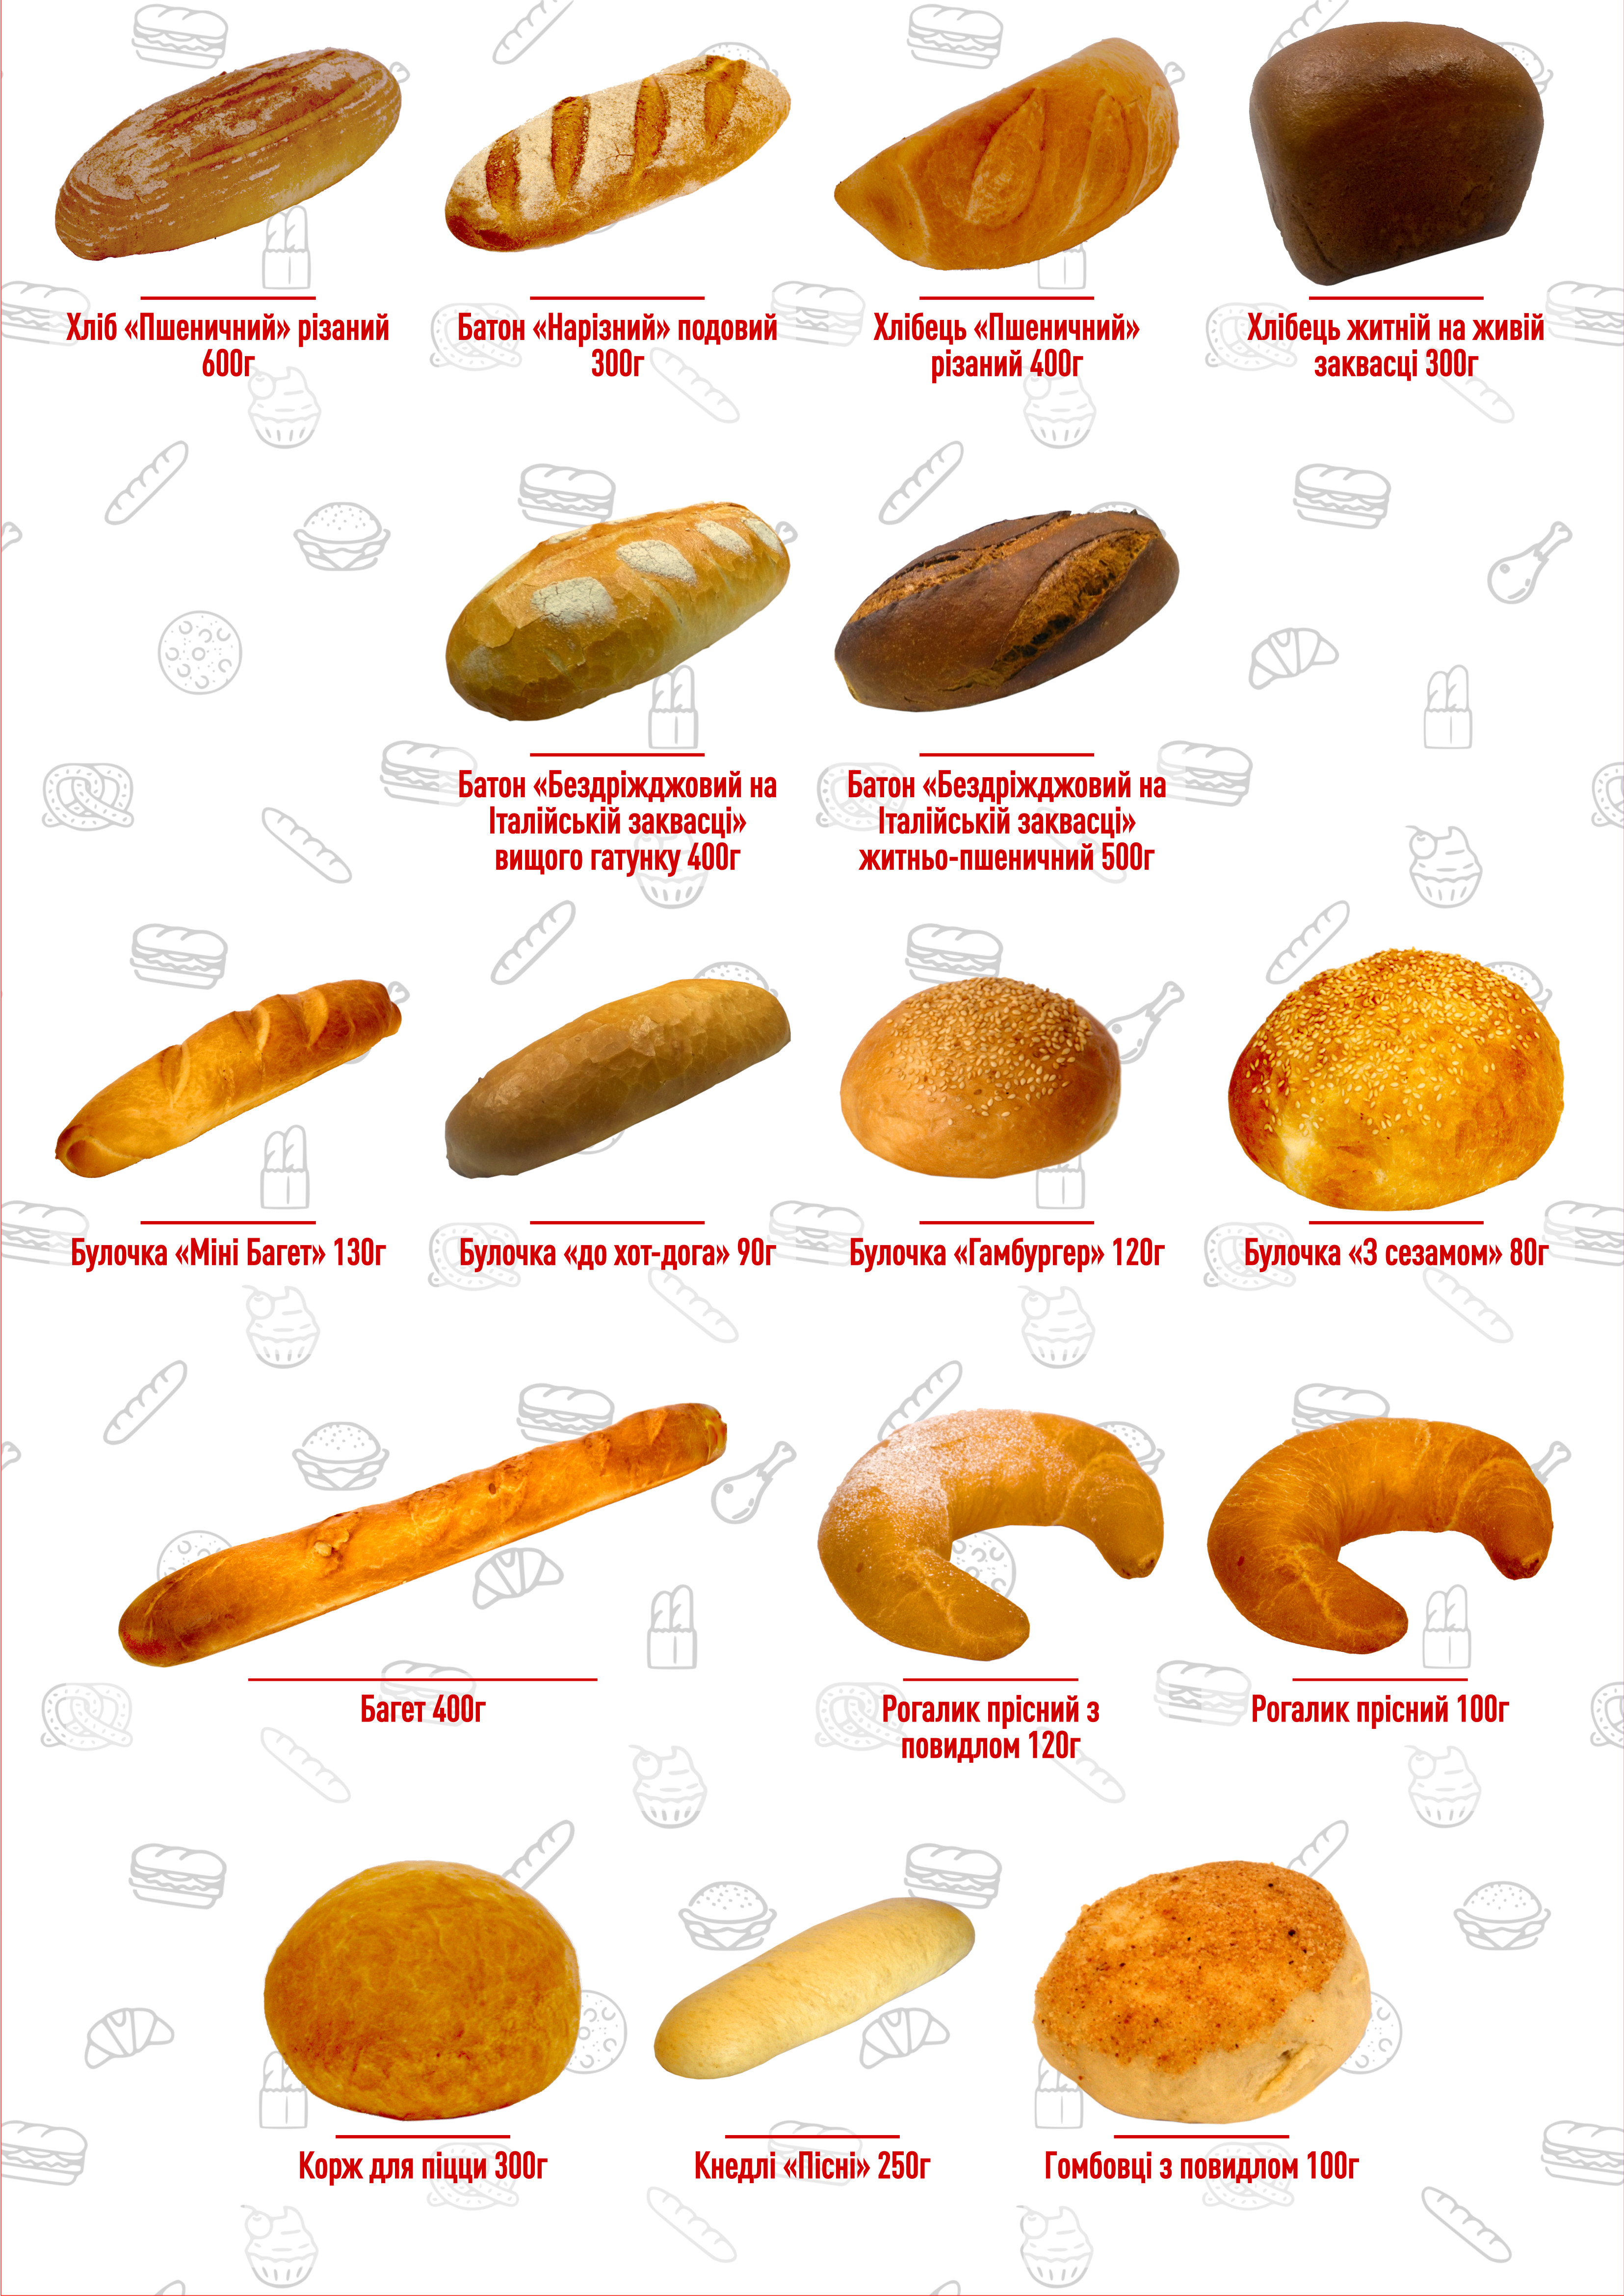 Хліб «Пшеничний» різаний
600г
Батон «Нарізний» подовий
300г
Хлібець «Пшеничний»
різаний 400г
Хлібець житній на живій
заквасці 300г
Батон «Бездріжджовий на
Італійській заквасці»
вищого гатунку 400г
Батон «Бездріжджовий на
Італійській заквасці»
житньо-пшеничний 500г
Булочка «Міні Багет» 130г
Булочка «до хот-дога» 90г
Булочка «Гамбургер» 120г
Булочка «З сезамом» 80г
Багет 400г
Рогалик прісний з
повидлом 120г
Рогалик прісний 100г
Корж для піцци 300г
Кнедлі «Пісні» 250г
Гомбовці з повидлом 100г